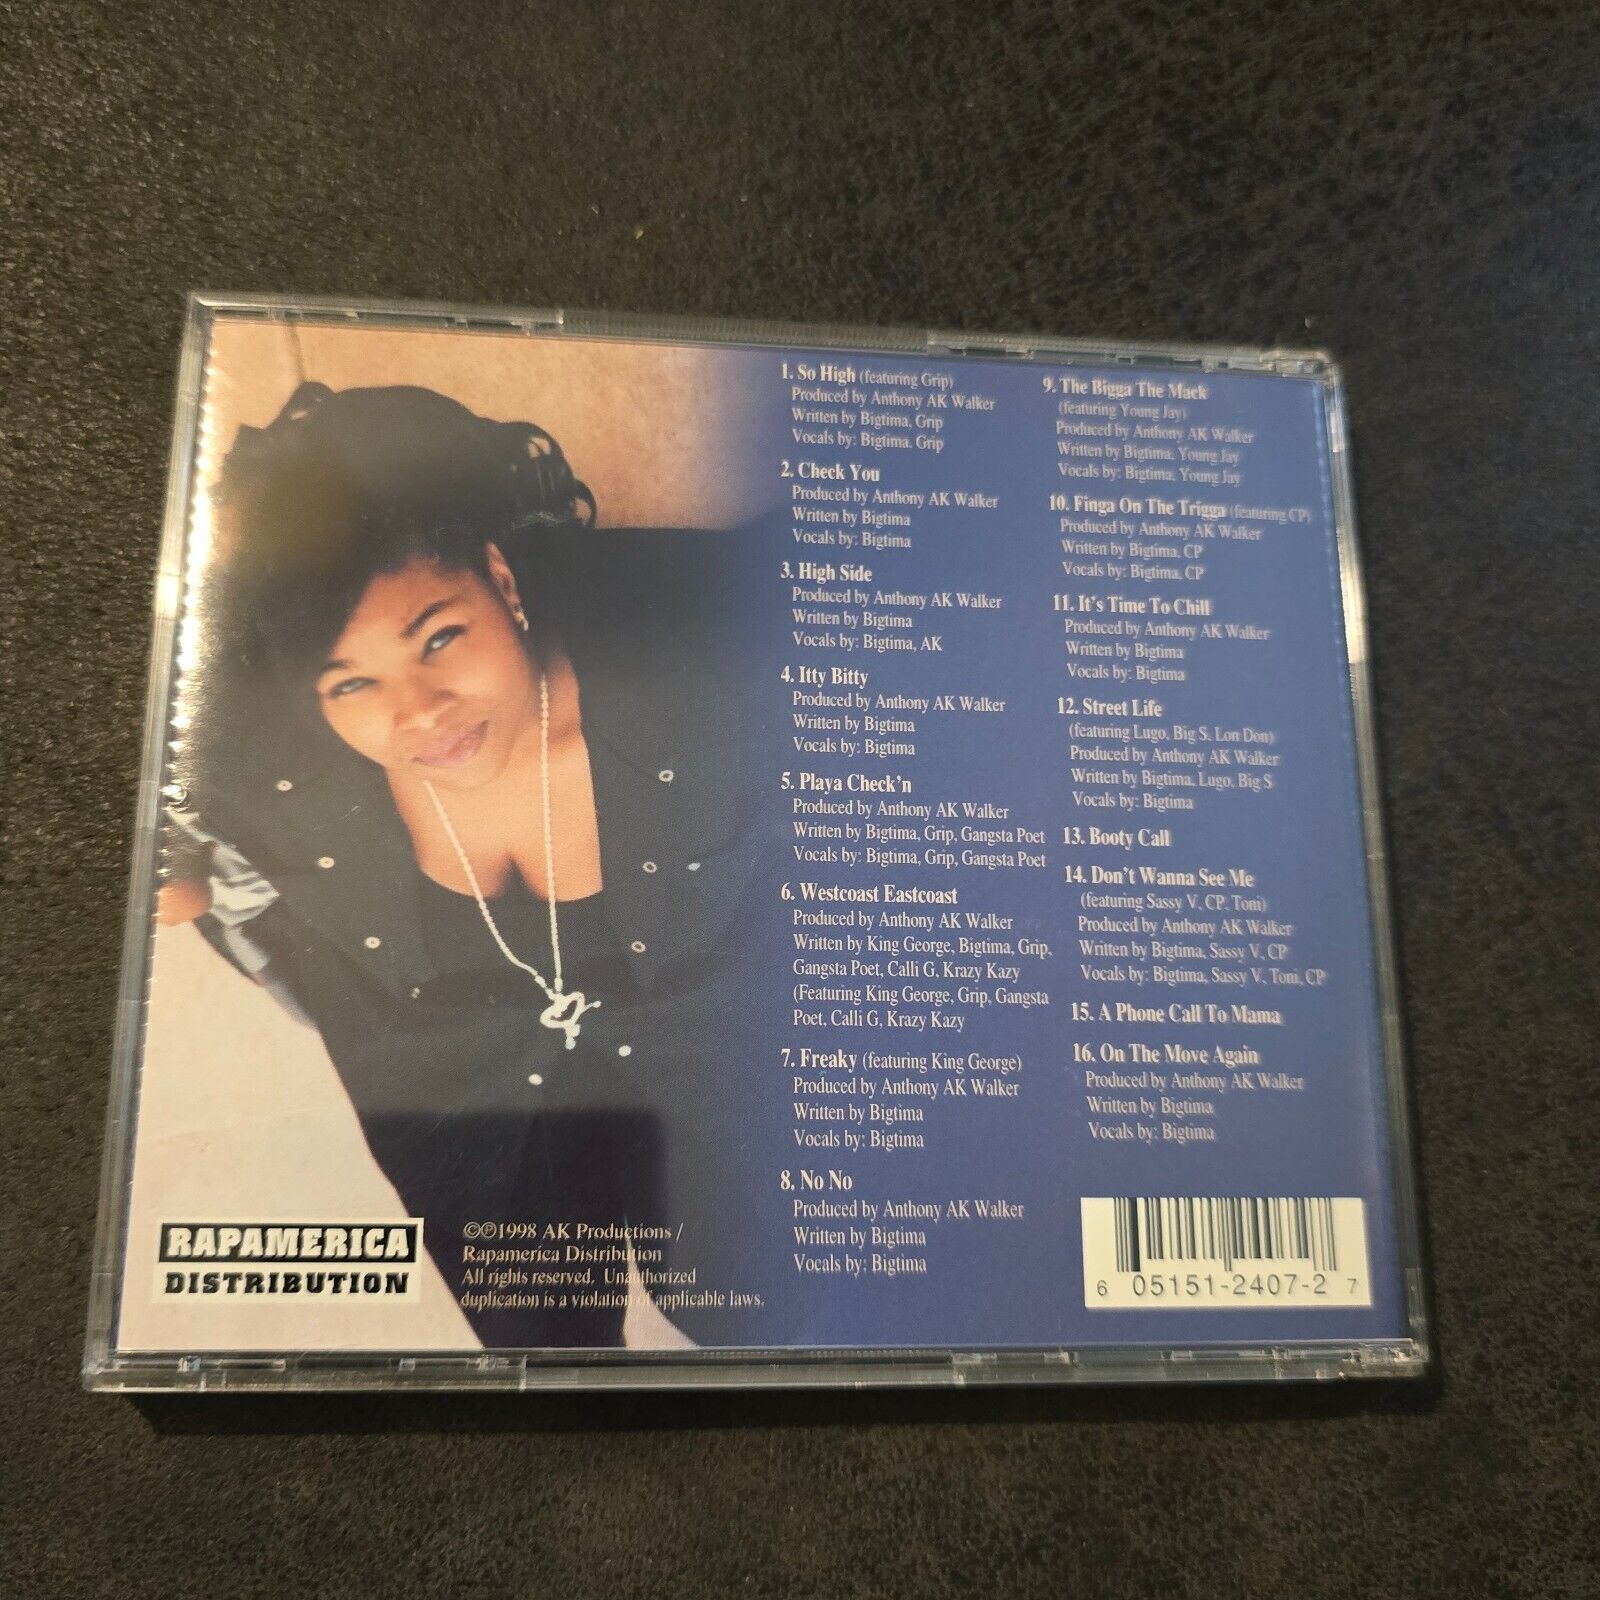 1. So High (featuring Grip)
Produced by Anthony AK Walker
Written by Bigtima, Grip
Vocals by: Bigtima, Grip
2. Check You
Produced by Anthony AK Walker
Written by Bigtima
Vocals by: Bigtima
3. High Side
Produced by Anthony AK Walker
Written by Bigtima
Vocals by: Bigtima, AK
4. Itty Bitty
Produced by Anthony AK Walker
Written by Bigtima
Vocals by: Bigtima
5. Playa Check'n
Produced by Anthony AK Walker
Written by Bigtima, Grip, Gangsta Poet
Vocals by: Bigtima, Grip, Gangsta Poet
6. Westcoast Eastcoast
Produced by Anthony AK Walker
Written by King George, Bigtima, Grip,
Gangsta Poet, Calli G, Krazy Kazy
(Featuring King George, Grip, Gangsta
Poet, Calli G, Krazy Kazy
7. Freaky (featuring King George)
Produced by Anthony AK Walker
Written by Bigtima
Vocals by: Bigtima
8. No No
Produced by Anthony AK Walker
Written by Bigtima
Vocals by: Bigtima
9. The Bigga The Mack
(featuring Young Jay)
Produced by Anthony AK Walker
Written by Bigtima, Young Jay
Vocals by: Bigtima, Young Jay
10. Finga On The Trigga (featuring CP)
Produced by Anthony AK Walker
Written by Bigtima, CP
Vocals by: Bigtima, CP
11. It's Time To Chill
Produced by Anthony AK Walker
Written by Bigtima
Vocals by: Bigtima
12. Street Life
(featuring Lugo, Big S, Lon Don)
Produced by Anthony AK Walker
Written by Bigtima, Lugo, Big S
Vocals by: Bigtima
13. Booty Call
14. Don't Wanna See Me
(featuring Sassy V, CP, Toni)
Produced by Anthony AK Walker
Written by Bigtima, Sassy V, CP
Vocals by: Bigtima, Sassy V, Toni, CP
15. A Phone Call To Mama
16. On The Move Again
Produced by Anthony AK Walker
Written by Bigtima
Vocals by: Bigtima
RAPAMERICA
DISTRIBUTION
©℗1998 AK Productions /
Rapamerica Distribution
All rights reserved. Unauthorized
duplication is a violation of applicable laws.
6 05151-2407-2 7